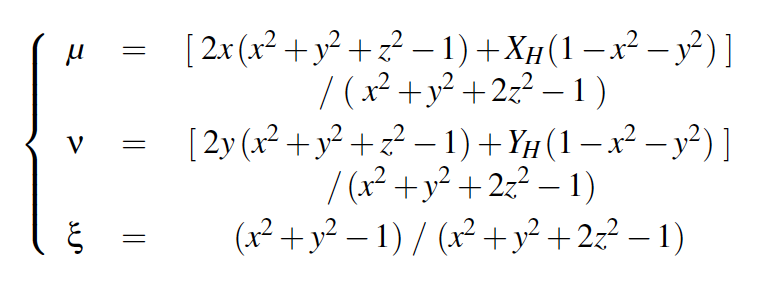 μ = [ 2x(x² + y² + z² − 1) + X_H(1 − x² − y²) ]
/ ( x² + y² + 2z² − 1 )
ν = [ 2y(x² + y² + z² − 1) + Y_H(1 − x² − y²) ]
/ (x² + y² + 2z² − 1)
ξ = (x² + y² − 1) / (x² + y² + 2z² − 1)